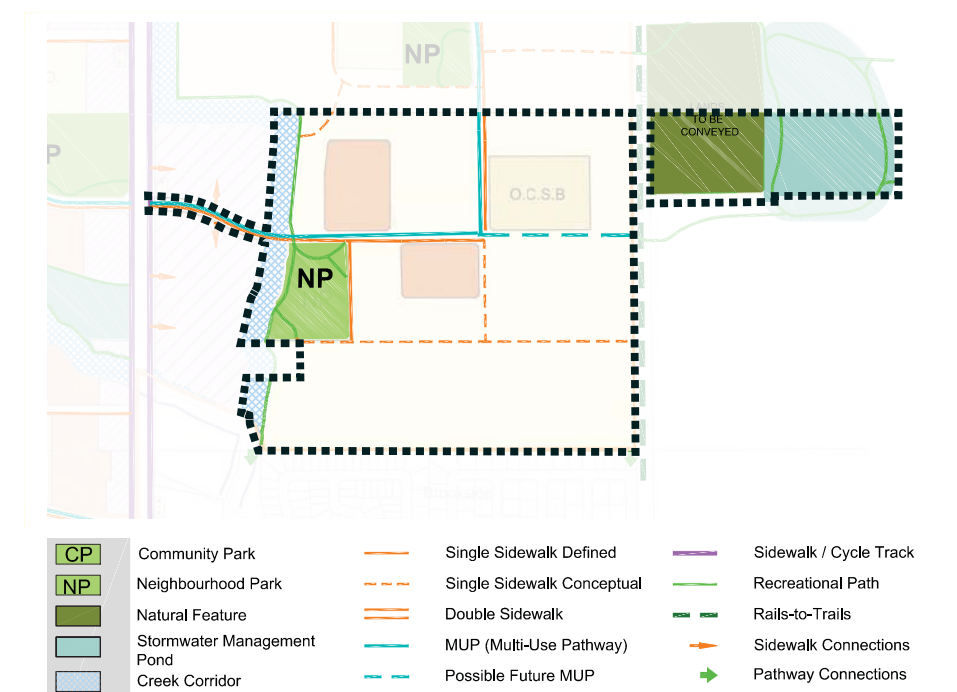 NP
LANDS
TO BE
CONVEYED
P
O.C.S.B
NP
CP Community Park
NP Neighbourhood Park
Natural Feature
Stormwater Management
Pond
Creek Corridor
Single Sidewalk Defined
Single Sidewalk Conceptual
Double Sidewalk
MUP (Multi-Use Pathway)
Possible Future MUP
Sidewalk / Cycle Track
Recreational Path
Rails-to-Trails
Sidewalk Connections
Pathway Connections